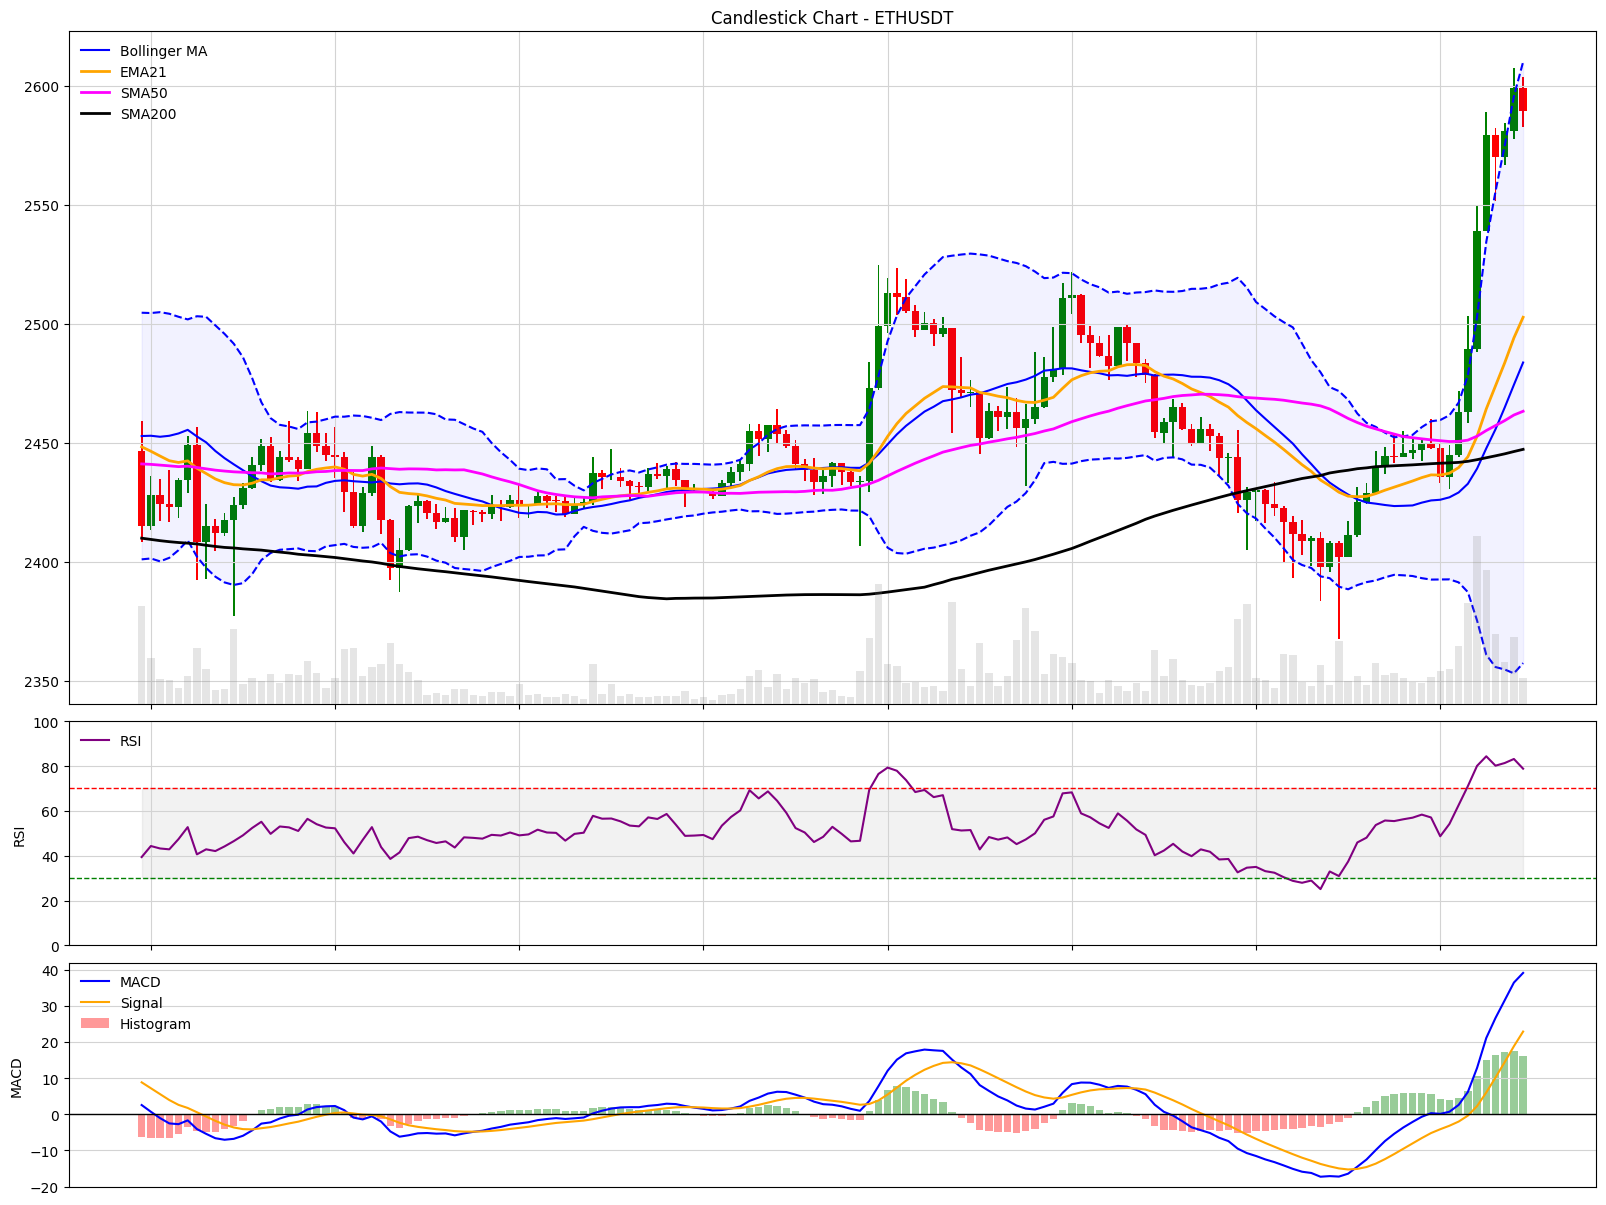 Candlestick Chart - ETHUSDT
Bollinger MA
EMA21
SMA50
SMA200
2600
2550
2500
2450
2400
2350
RSI
100
80
60
40
20
0
RSI
MACD
Signal
Histogram
40
30
20
10
0
−10
−20
MACD